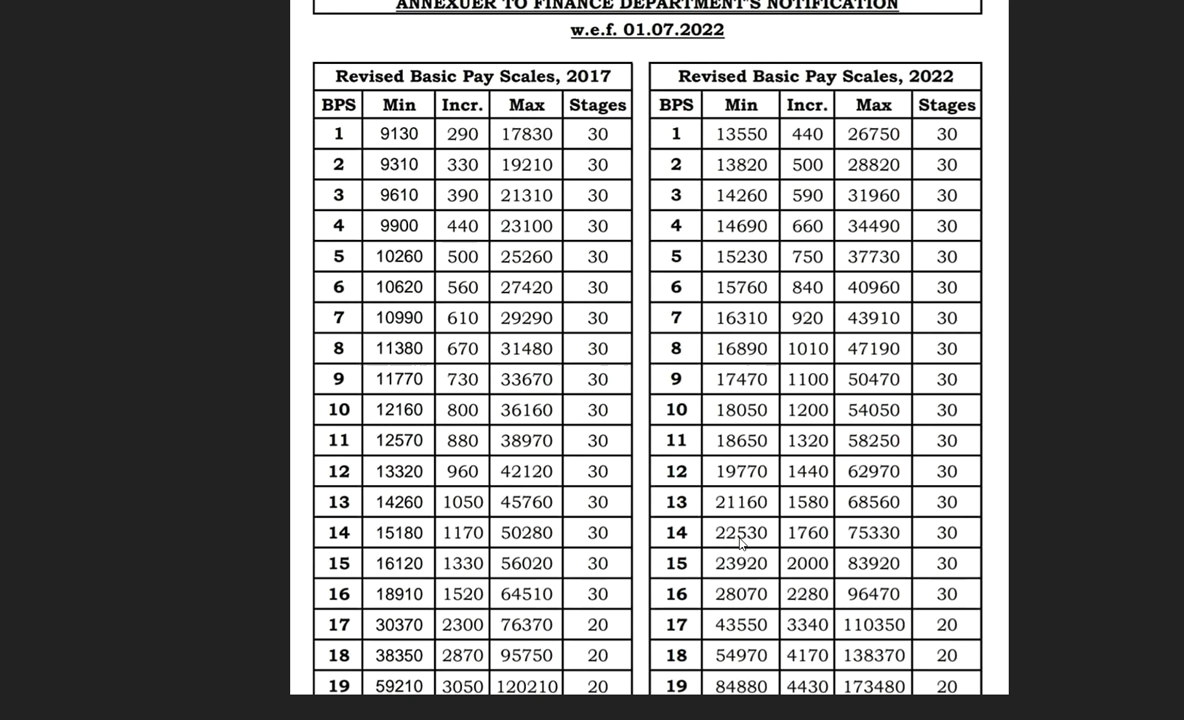 ANNEXUER TO FINANCE DEPARTMENT'S NOTIFICATION
w.e.f. 01.07.2022
Revised Basic Pay Scales, 2017 Revised Basic Pay Scales, 2022
BPS Min Incr. Max Stages BPS Min Incr. Max Stages
1 9130 290 17830 30 1 13550 440 26750 30
2 9310 330 19210 30 2 13820 500 28820 30
3 9610 390 21310 30 3 14260 590 31960 30
4 9900 440 23100 30 4 14690 660 34490 30
5 10260 500 25260 30 5 15230 750 37730 30
6 10620 560 27420 30 6 15760 840 40960 30
7 10990 610 29290 30 7 16310 920 43910 30
8 11380 670 31480 30 8 16890 1010 47190 30
9 11770 730 33670 30 9 17470 1100 50470 30
10 12160 800 36160 30 10 18050 1200 54050 30
11 12570 880 38970 30 11 18650 1320 58250 30
12 13320 960 42120 30 12 19770 1440 62970 30
13 14260 1050 45760 30 13 21160 1580 68560 30
14 15180 1170 50280 30 14 22530 1760 75330 30
15 16120 1330 56020 30 15 23920 2000 83920 30
16 18910 1520 64510 30 16 28070 2280 96470 30
17 30370 2300 76370 20 17 43550 3340 110350 20
18 38350 2870 95750 20 18 54970 4170 138370 20
19 59210 3050 120210 20 19 84880 4430 173480 20